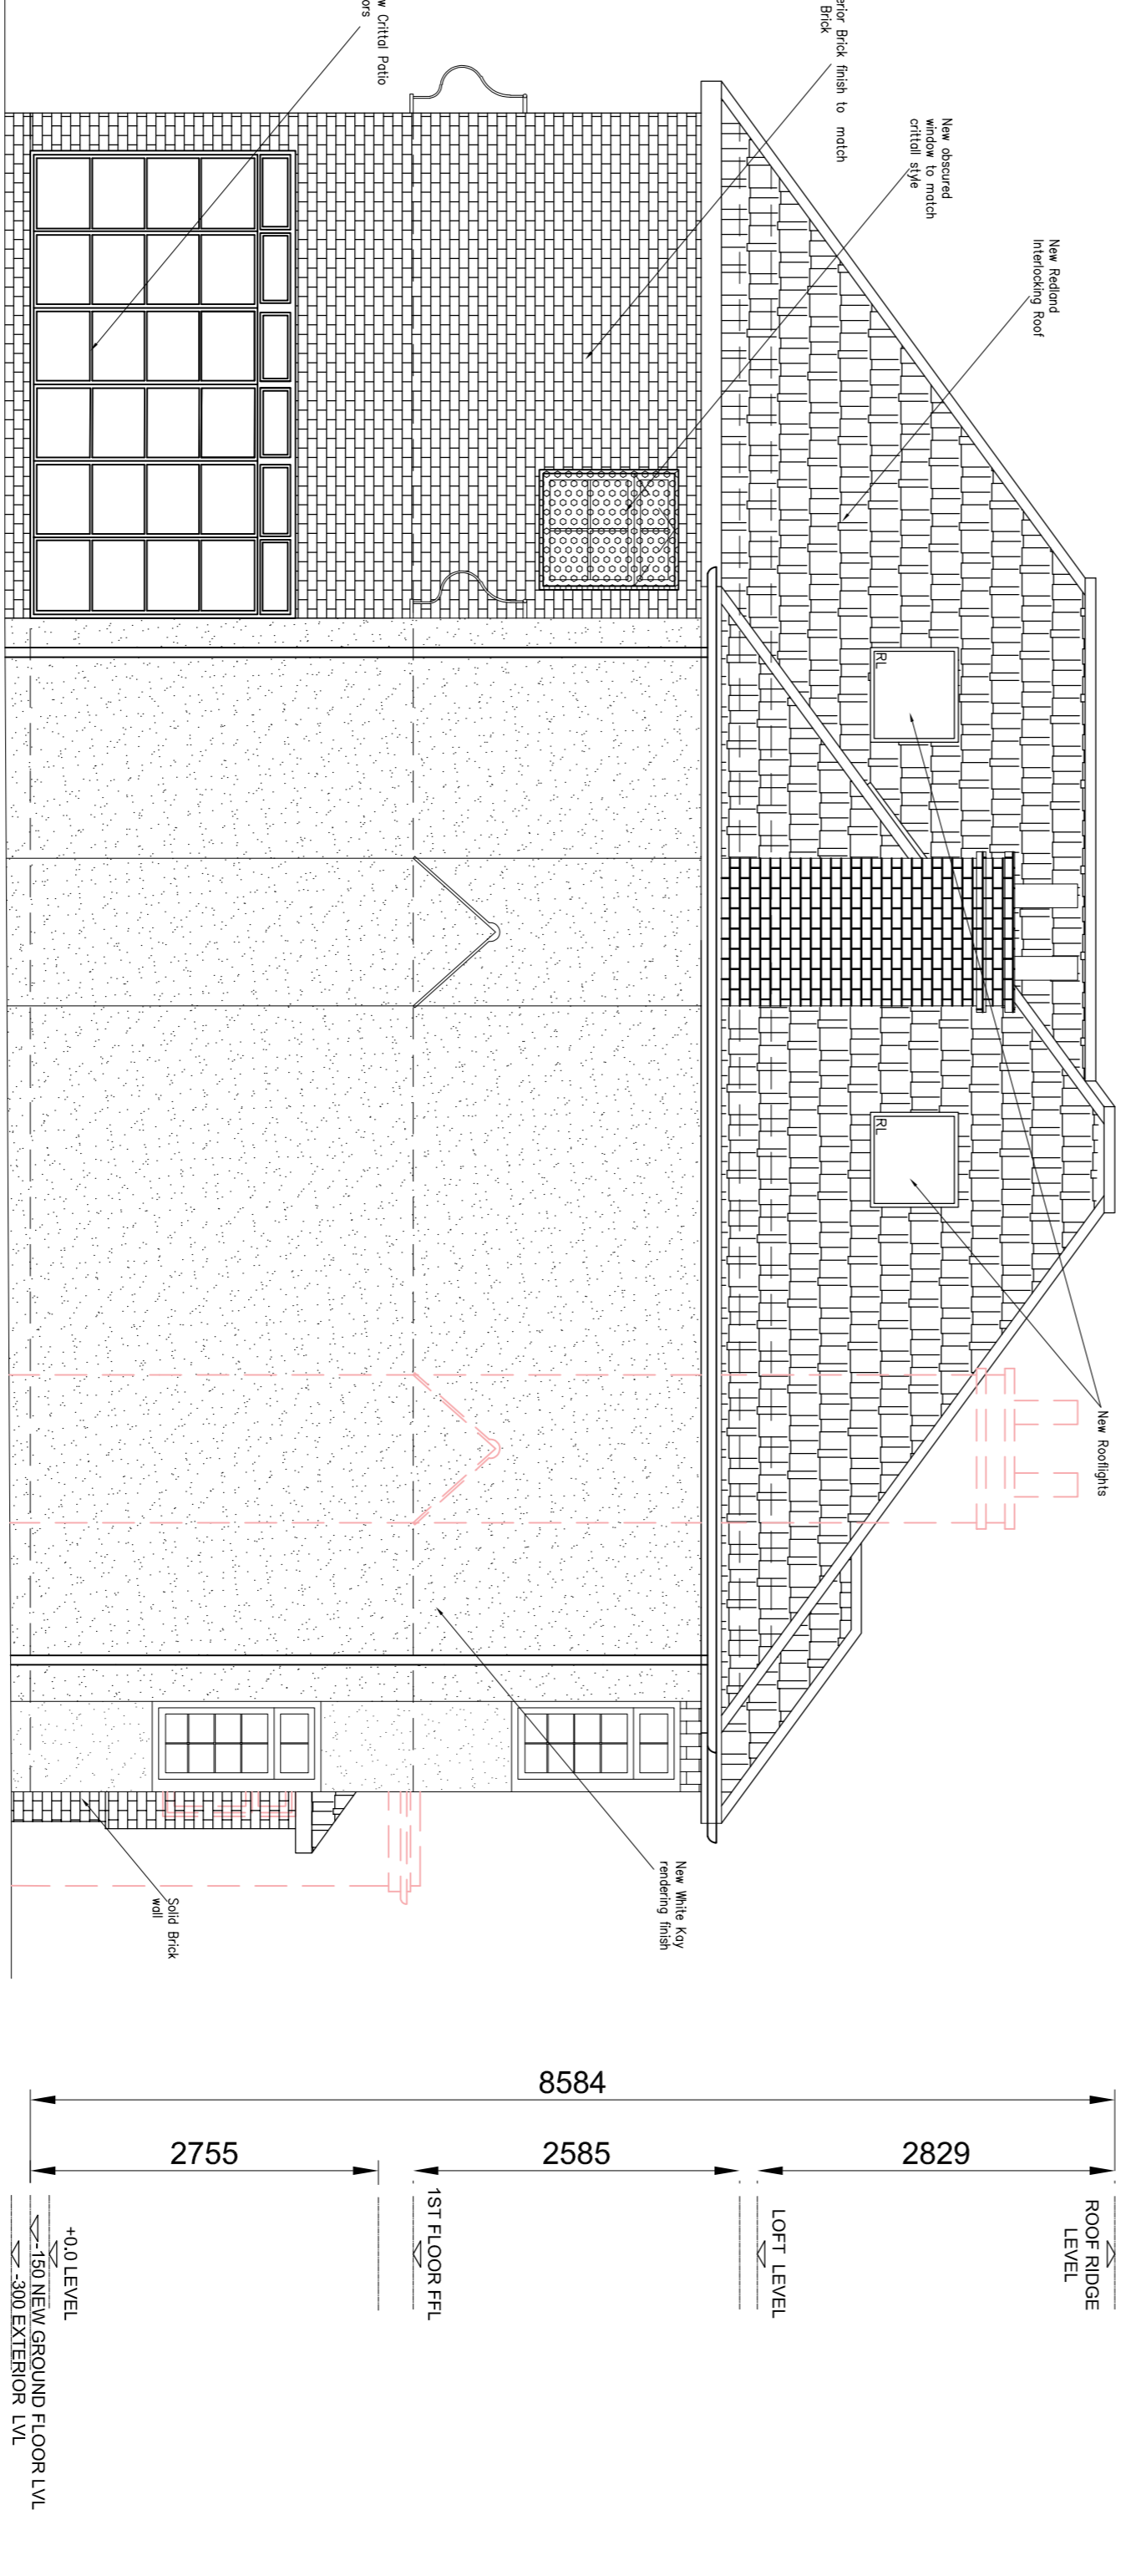 New Redland
Interlocking Roof
New obscured
window to match
crittall style
Brick finish to match
Brick
Crittal Patio
RL
RL
New Rooflights
New White Kay
rendering finish
Solid Brick
wall
8584
2829
2585
2755
ROOF RIDGE
LEVEL
LOFT LEVEL
1ST FLOOR FFL
+0.0 LEVEL
-150 NEW GROUND FLOOR LVL
-300 EXTERIOR LVL